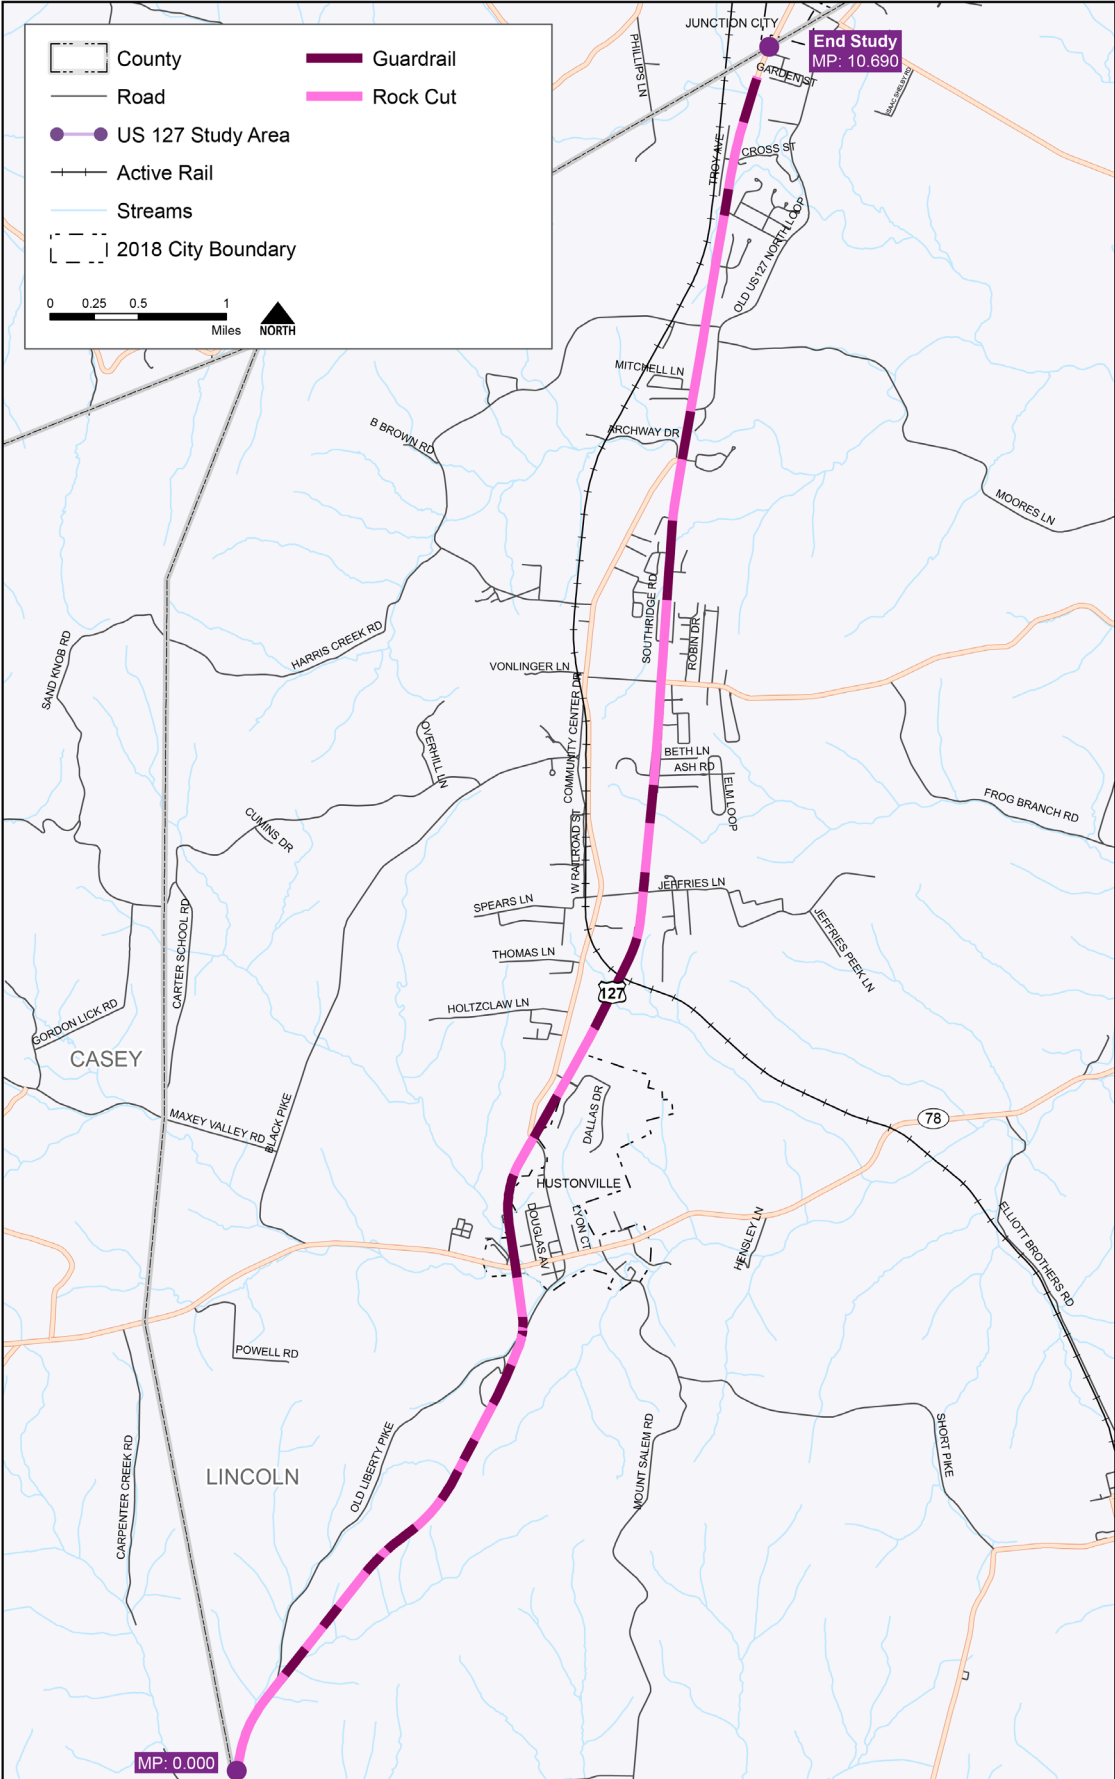 County
Road
US 127 Study Area
Active Rail
Streams
2018 City Boundary
Guardrail
Rock Cut
0 0.25 0.5 1
Miles
NORTH
JUNCTION CITY
End Study
MP: 10.690
PHILLIPS LN
GARDEN ST
ISAAC SHELBY RD
TROY AVE
CROSS ST
OLD US127 NORTH LOOP
MITCHELL LN
B BROWN RD
ARCHWAY DR
MOORES LN
SOUTHRIDGE RD
ROBIN DR
HARRIS CREEK RD
SAND KNOB RD
VONLINGER LN
COMMUNITY CENTER DR
OVERHILL LN
BETH LN
ASH RD
ELM LOOP
FROG BRANCH RD
CUMINS DR
W RAILROAD ST
JEFFRIES LN
SPEARS LN
JEFFRIES PEEK LN
CARTER SCHOOL RD
THOMAS LN
127
HOLTZCLAW LN
GORDON LICK RD
CASEY
MAXEY VALLEY RD
BLACK PIKE
DALLAS DR
78
HUSTONVILLE
DOUGLAS AV
LYON CT
HENSLEY LN
ELLIOTT BROTHERS RD
POWELL RD
CARPENTER CREEK RD
OLD LIBERTY PIKE
MOUNT SALEM RD
SHORT PIKE
LINCOLN
MP: 0.000